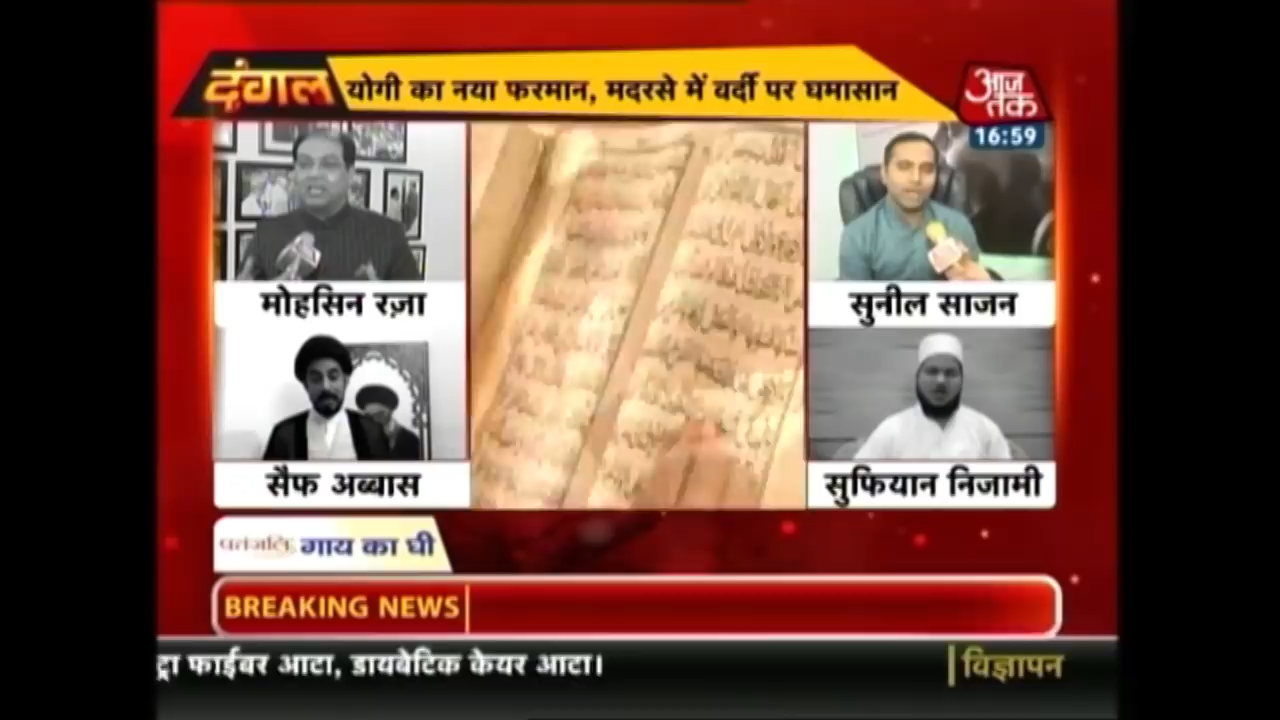 दंगल
योगी का नया फरमान, मदरसे में वर्दी पर घमासान
आज
तक
16:59
मोहसिन रज़ा
सुनील साजन
सैफ अब्बास
सुफियान निजामी
पतंजलि गाय का घी
BREAKING NEWS
ट्रा फाईबर आटा, डायबेटिक केयर आटा।
विज्ञापन